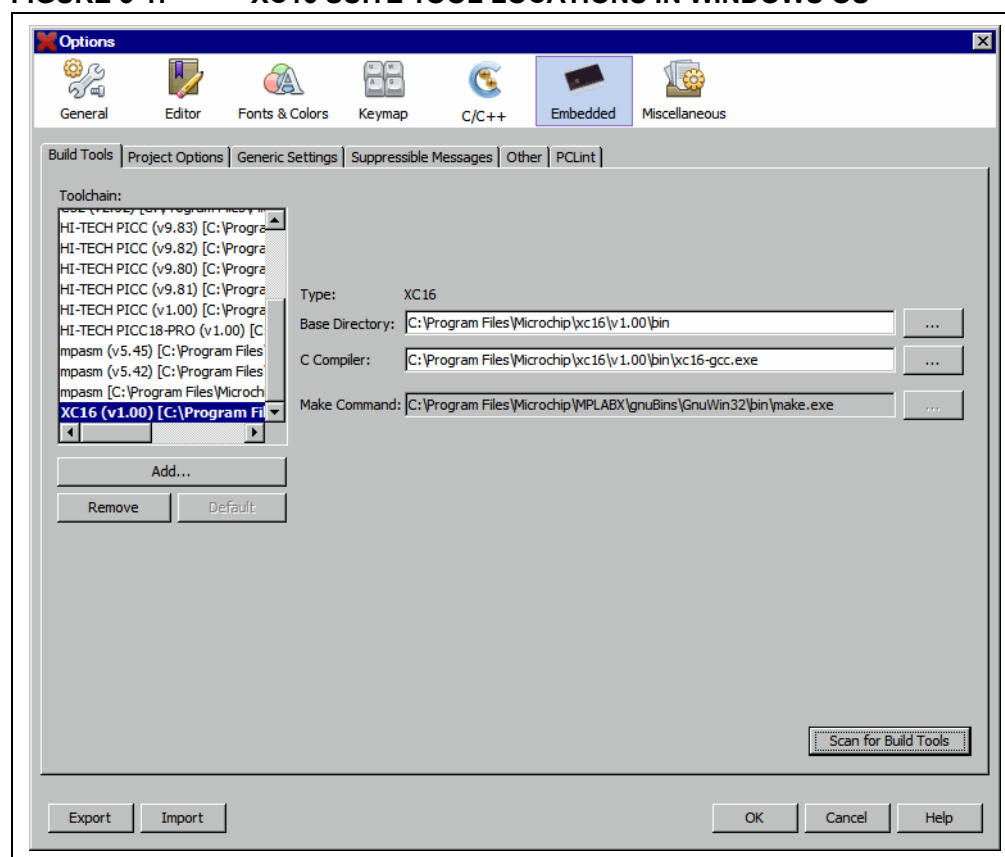 Options
General Editor Fonts & Colors Keymap C/C++ Embedded Miscellaneous
Build Tools Project Options Generic Settings Suppressible Messages Other PCLint
Toolchain:
HI-TECH PICC (v9.83) [C:\Progra
HI-TECH PICC (v9.82) [C:\Progra
HI-TECH PICC (v9.80) [C:\Progra
HI-TECH PICC (v9.81) [C:\Progra
HI-TECH PICC (v1.00) [C:\Progra
HI-TECH PICC18-PRO (v1.00) [C
mpasm (v5.45) [C:\Program Files
mpasm (v5.42) [C:\Program Files
mpasm [C:\Program Files\Microch
XC16 (v1.00) [C:\Program Fil
Type: XC16
Base Directory: C:\Program Files\Microchip\xc16\v1.00\bin ...
C Compiler: C:\Program Files\Microchip\xc16\v1.00\bin\xc16-gcc.exe ...
Make Command: C:\Program Files\Microchip\MPLABX\gnuBins\GnuWin32\bin\make.exe ...
Add...
Remove Default
Scan for Build Tools
Export Import OK Cancel Help